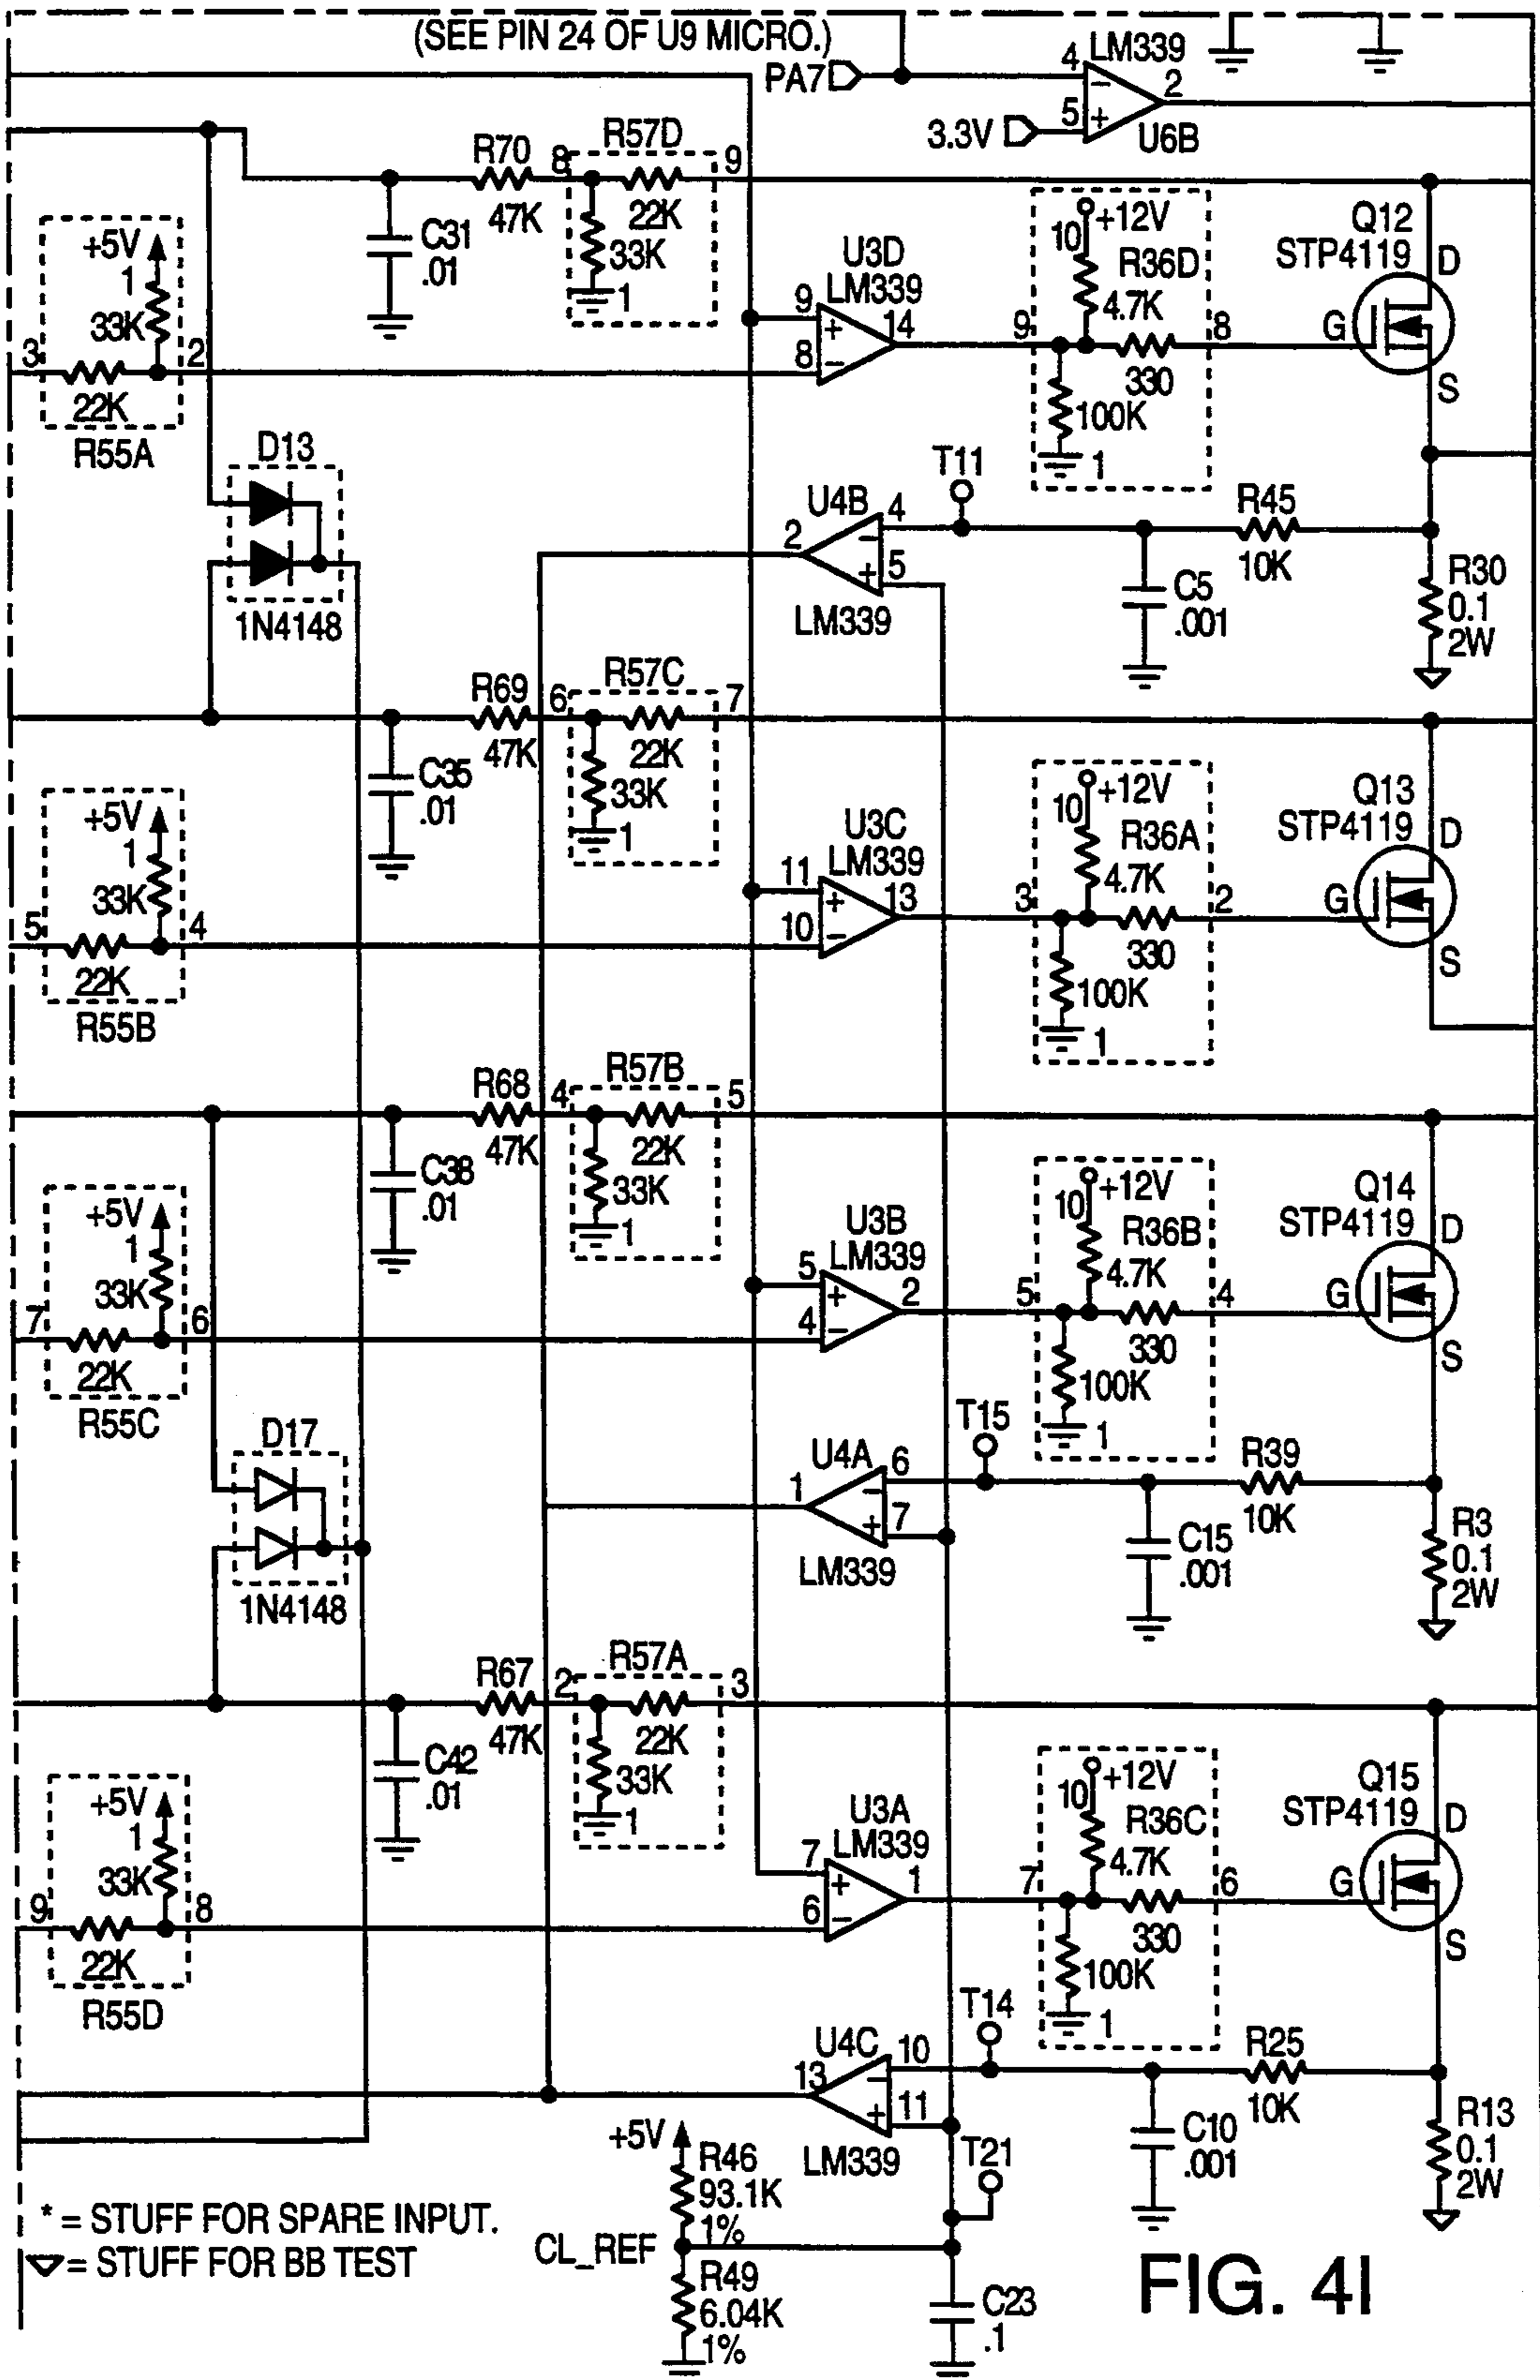 (SEE PIN 24 OF U9 MICRO.)
LM339
4
2
PA7
5
3.3V
U6B
R57D
R70
8
9
47K
22K
33K
1
C31
.01
+5V
1
33K
3
2
22K
R55A
U3D
LM339
9
14
8
+12V
10
R36D
4.7K
9
8
330
100K
1
Q12
STP4119
D
G
S
D13
1N4148
T11
U4B
4
2
5
LM339
R45
10K
C5
.001
R30
0.1
2W
R57C
R69
6
7
47K
22K
33K
1
C35
.01
+5V
1
33K
5
4
22K
R55B
U3C
LM339
11
13
10
+12V
10
R36A
4.7K
3
2
330
100K
1
Q13
STP4119
D
G
S
R57B
R68
4
5
47K
22K
33K
1
C38
.01
+5V
1
33K
7
6
22K
R55C
U3B
LM339
5
2
4
+12V
10
R36B
4.7K
5
4
330
100K
1
Q14
STP4119
D
G
S
D17
1N4148
T15
U4A
6
1
7
LM339
R39
10K
C15
.001
R3
0.1
2W
R57A
R67
2
3
47K
22K
33K
1
C42
.01
+5V
1
33K
9
8
22K
R55D
U3A
LM339
7
1
6
+12V
10
R36C
4.7K
7
6
330
100K
1
Q15
STP4119
D
G
S
T14
U4C
10
13
11
LM339
R25
10K
C10
.001
R13
0.1
2W
T21
+5V
R46
93.1K
1%
CL_REF
R49
6.04K
1%
C23
.1
* = STUFF FOR SPARE INPUT.
= STUFF FOR BB TEST
FIG. 4I